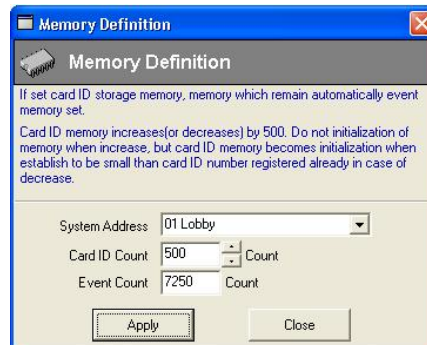 Memory Definition
Memory Definition
If set card ID storage memory, memory which remain automatically event
memory set.
Card ID memory increases(or decreases) by 500. Do not initialization of
memory when increase, but card ID memory becomes initialization when
establish to be small than card ID number registered already in case of
decrease.
System Address 01 Lobby
Card ID Count 500 Count
Event Count 7250 Count
Apply Close